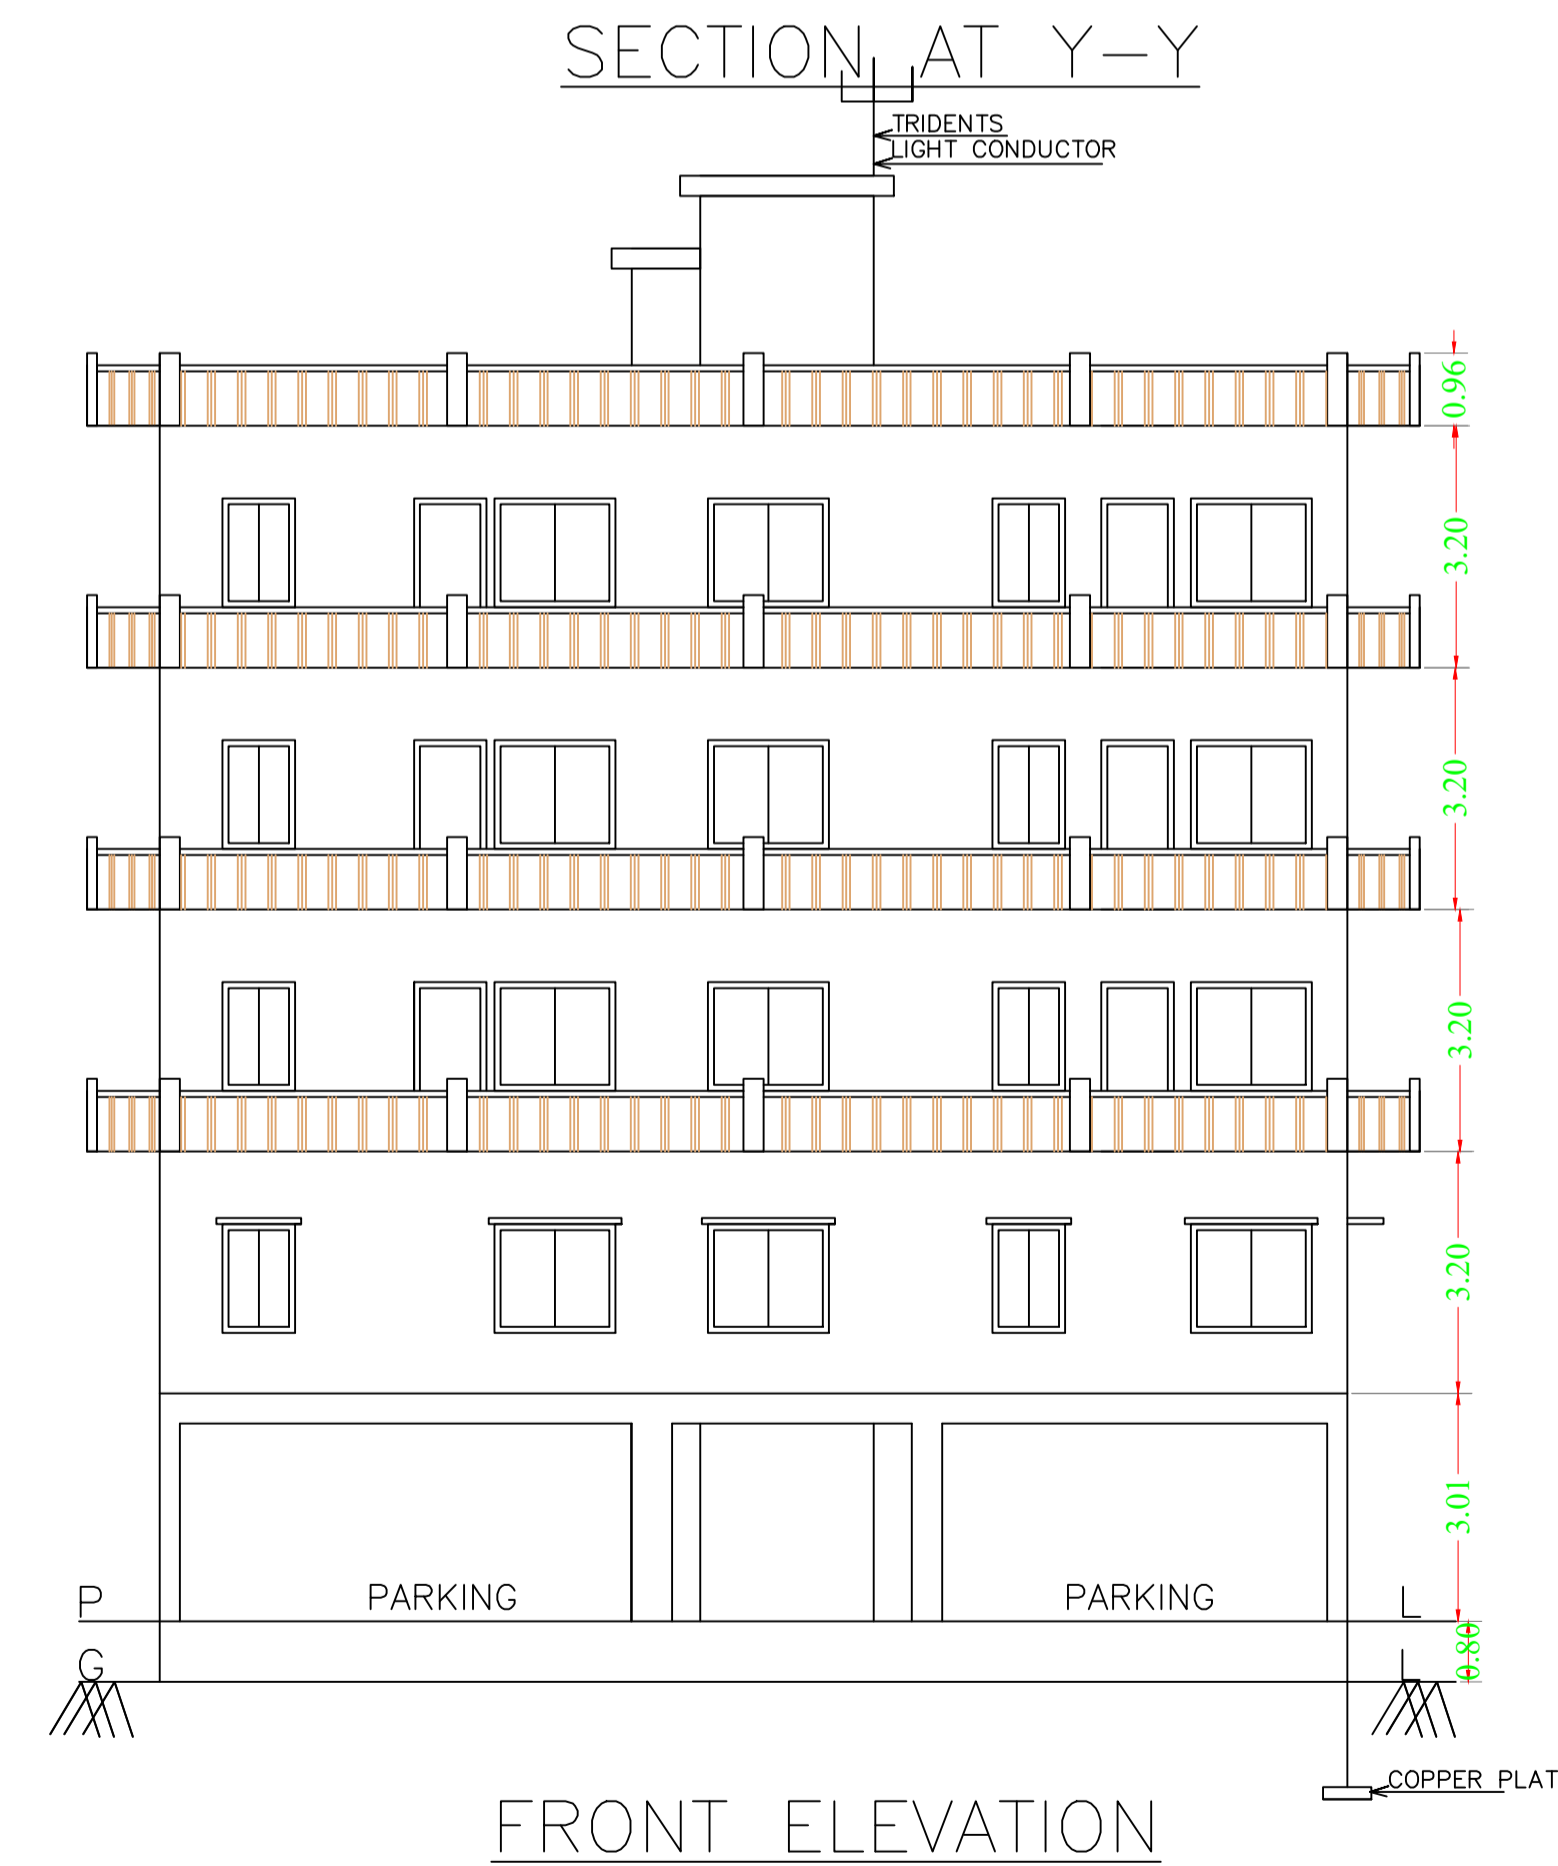 SECTION AT Y-Y
TRIDENTS
LIGHT CONDUCTOR
0.96
3.20
3.20
3.20
3.20
3.01
PARKING
PARKING
P
L
0.80
G
L
COPPER PLAT
FRONT ELEVATION